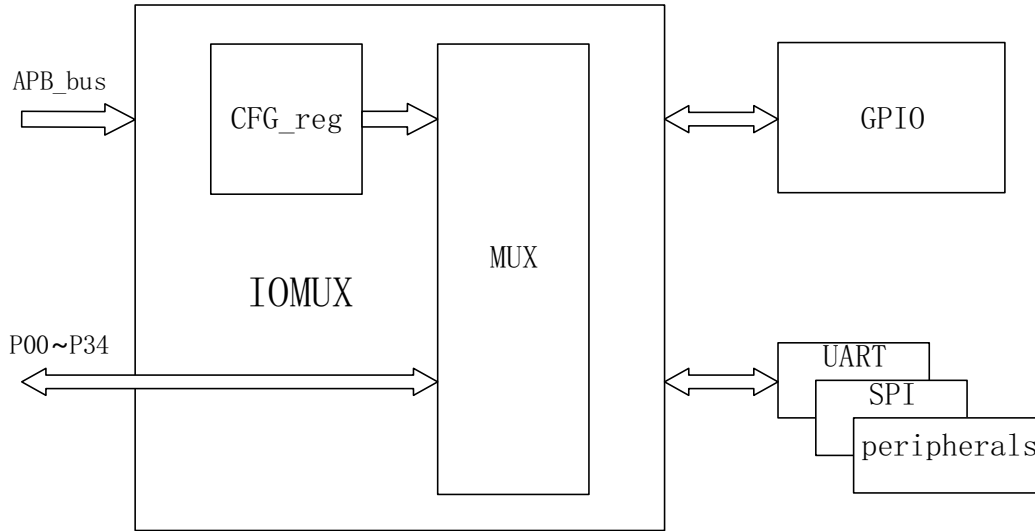 APB_bus
CFG_reg
GPIO
MUX
IOMUX
P00~P34
UART
SPI
peripherals